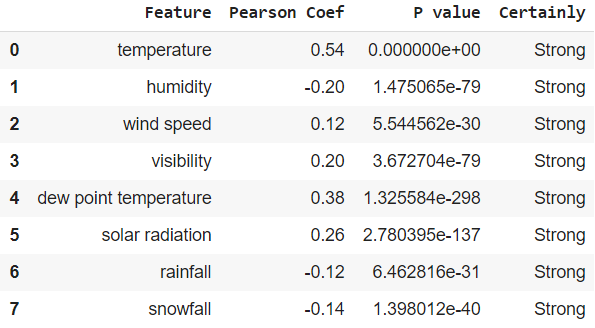 Feature Pearson Coef P value Certainly
0 temperature 0.54 0.000000e+00 Strong
1 humidity -0.20 1.475065e-79 Strong
2 wind speed 0.12 5.544562e-30 Strong
3 visibility 0.20 3.672704e-79 Strong
4 dew point temperature 0.38 1.325584e-298 Strong
5 solar radiation 0.26 2.780395e-137 Strong
6 rainfall -0.12 6.462816e-31 Strong
7 snowfall -0.14 1.398012e-40 Strong